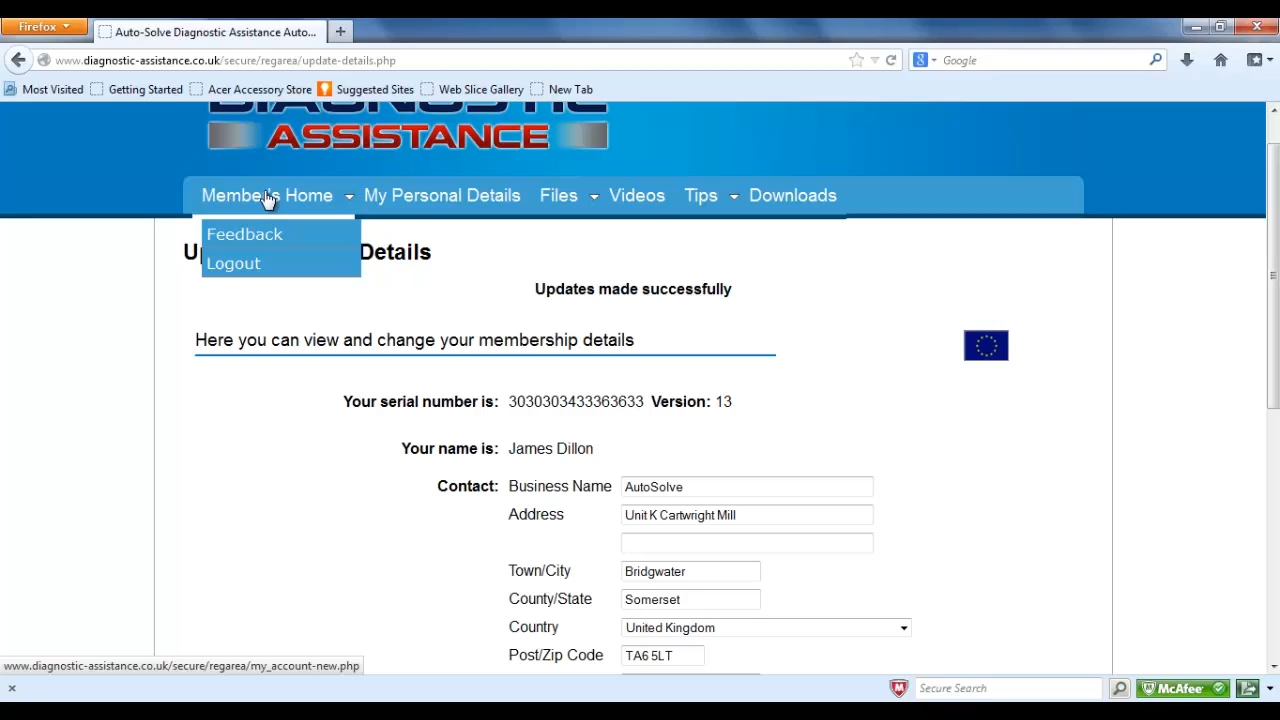 Firefox
Auto-Solve Diagnostic Assistance Auto...
www.diagnostic-assistance.co.uk/secure/regarea/update-details.php
Google
Most Visited Getting Started Acer Accessory Store Suggested Sites Web Slice Gallery New Tab
DIAGNOSTIC
ASSISTANCE
Member's Home My Personal Details Files Videos Tips Downloads
Feedback
Logout
Details
Updates made successfully
Here you can view and change your membership details
Your serial number is: 3030303433363633 Version: 13
Your name is: James Dillon
Contact: Business Name AutoSolve
Address Unit K Cartwright Mill
Town/City Bridgwater
County/State Somerset
Country United Kingdom
Post/Zip Code TA6 5LT
www.diagnostic-assistance.co.uk/secure/regarea/my_account-new.php
Secure Search McAfee